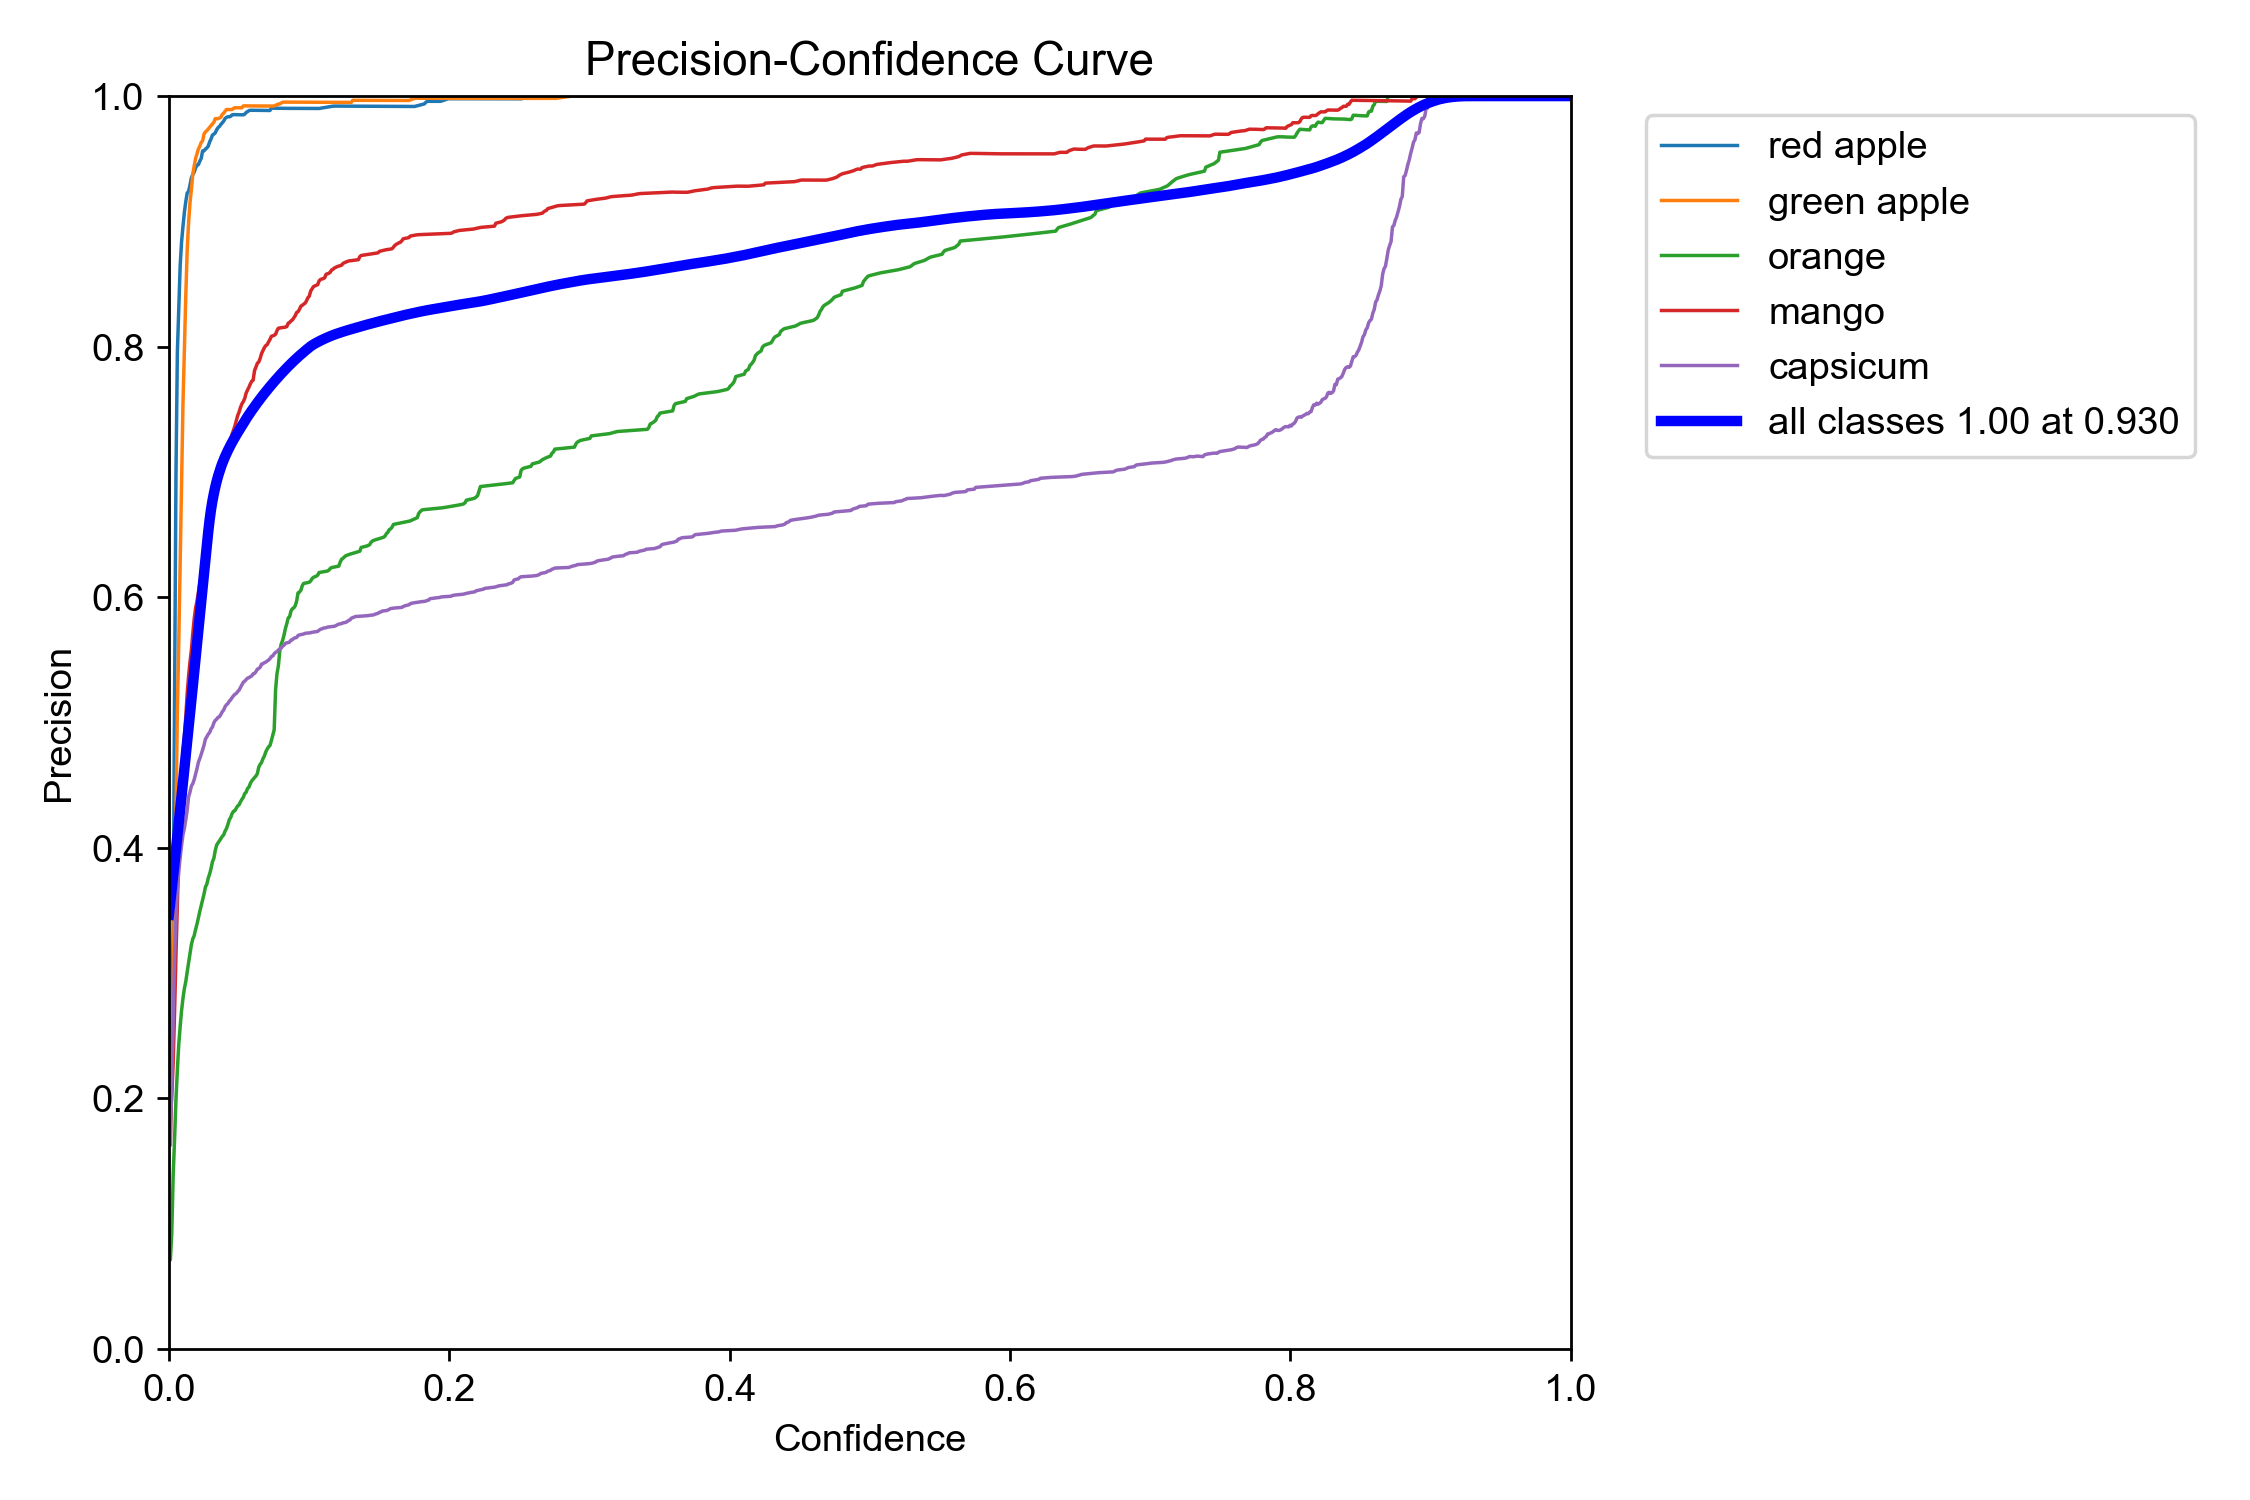 Precision-Confidence Curve
1.0
0.8
0.6
0.4
0.2
0.0
Precision
0.0 0.2 0.4 0.6 0.8 1.0
Confidence
red apple
green apple
orange
mango
capsicum
all classes 1.00 at 0.930